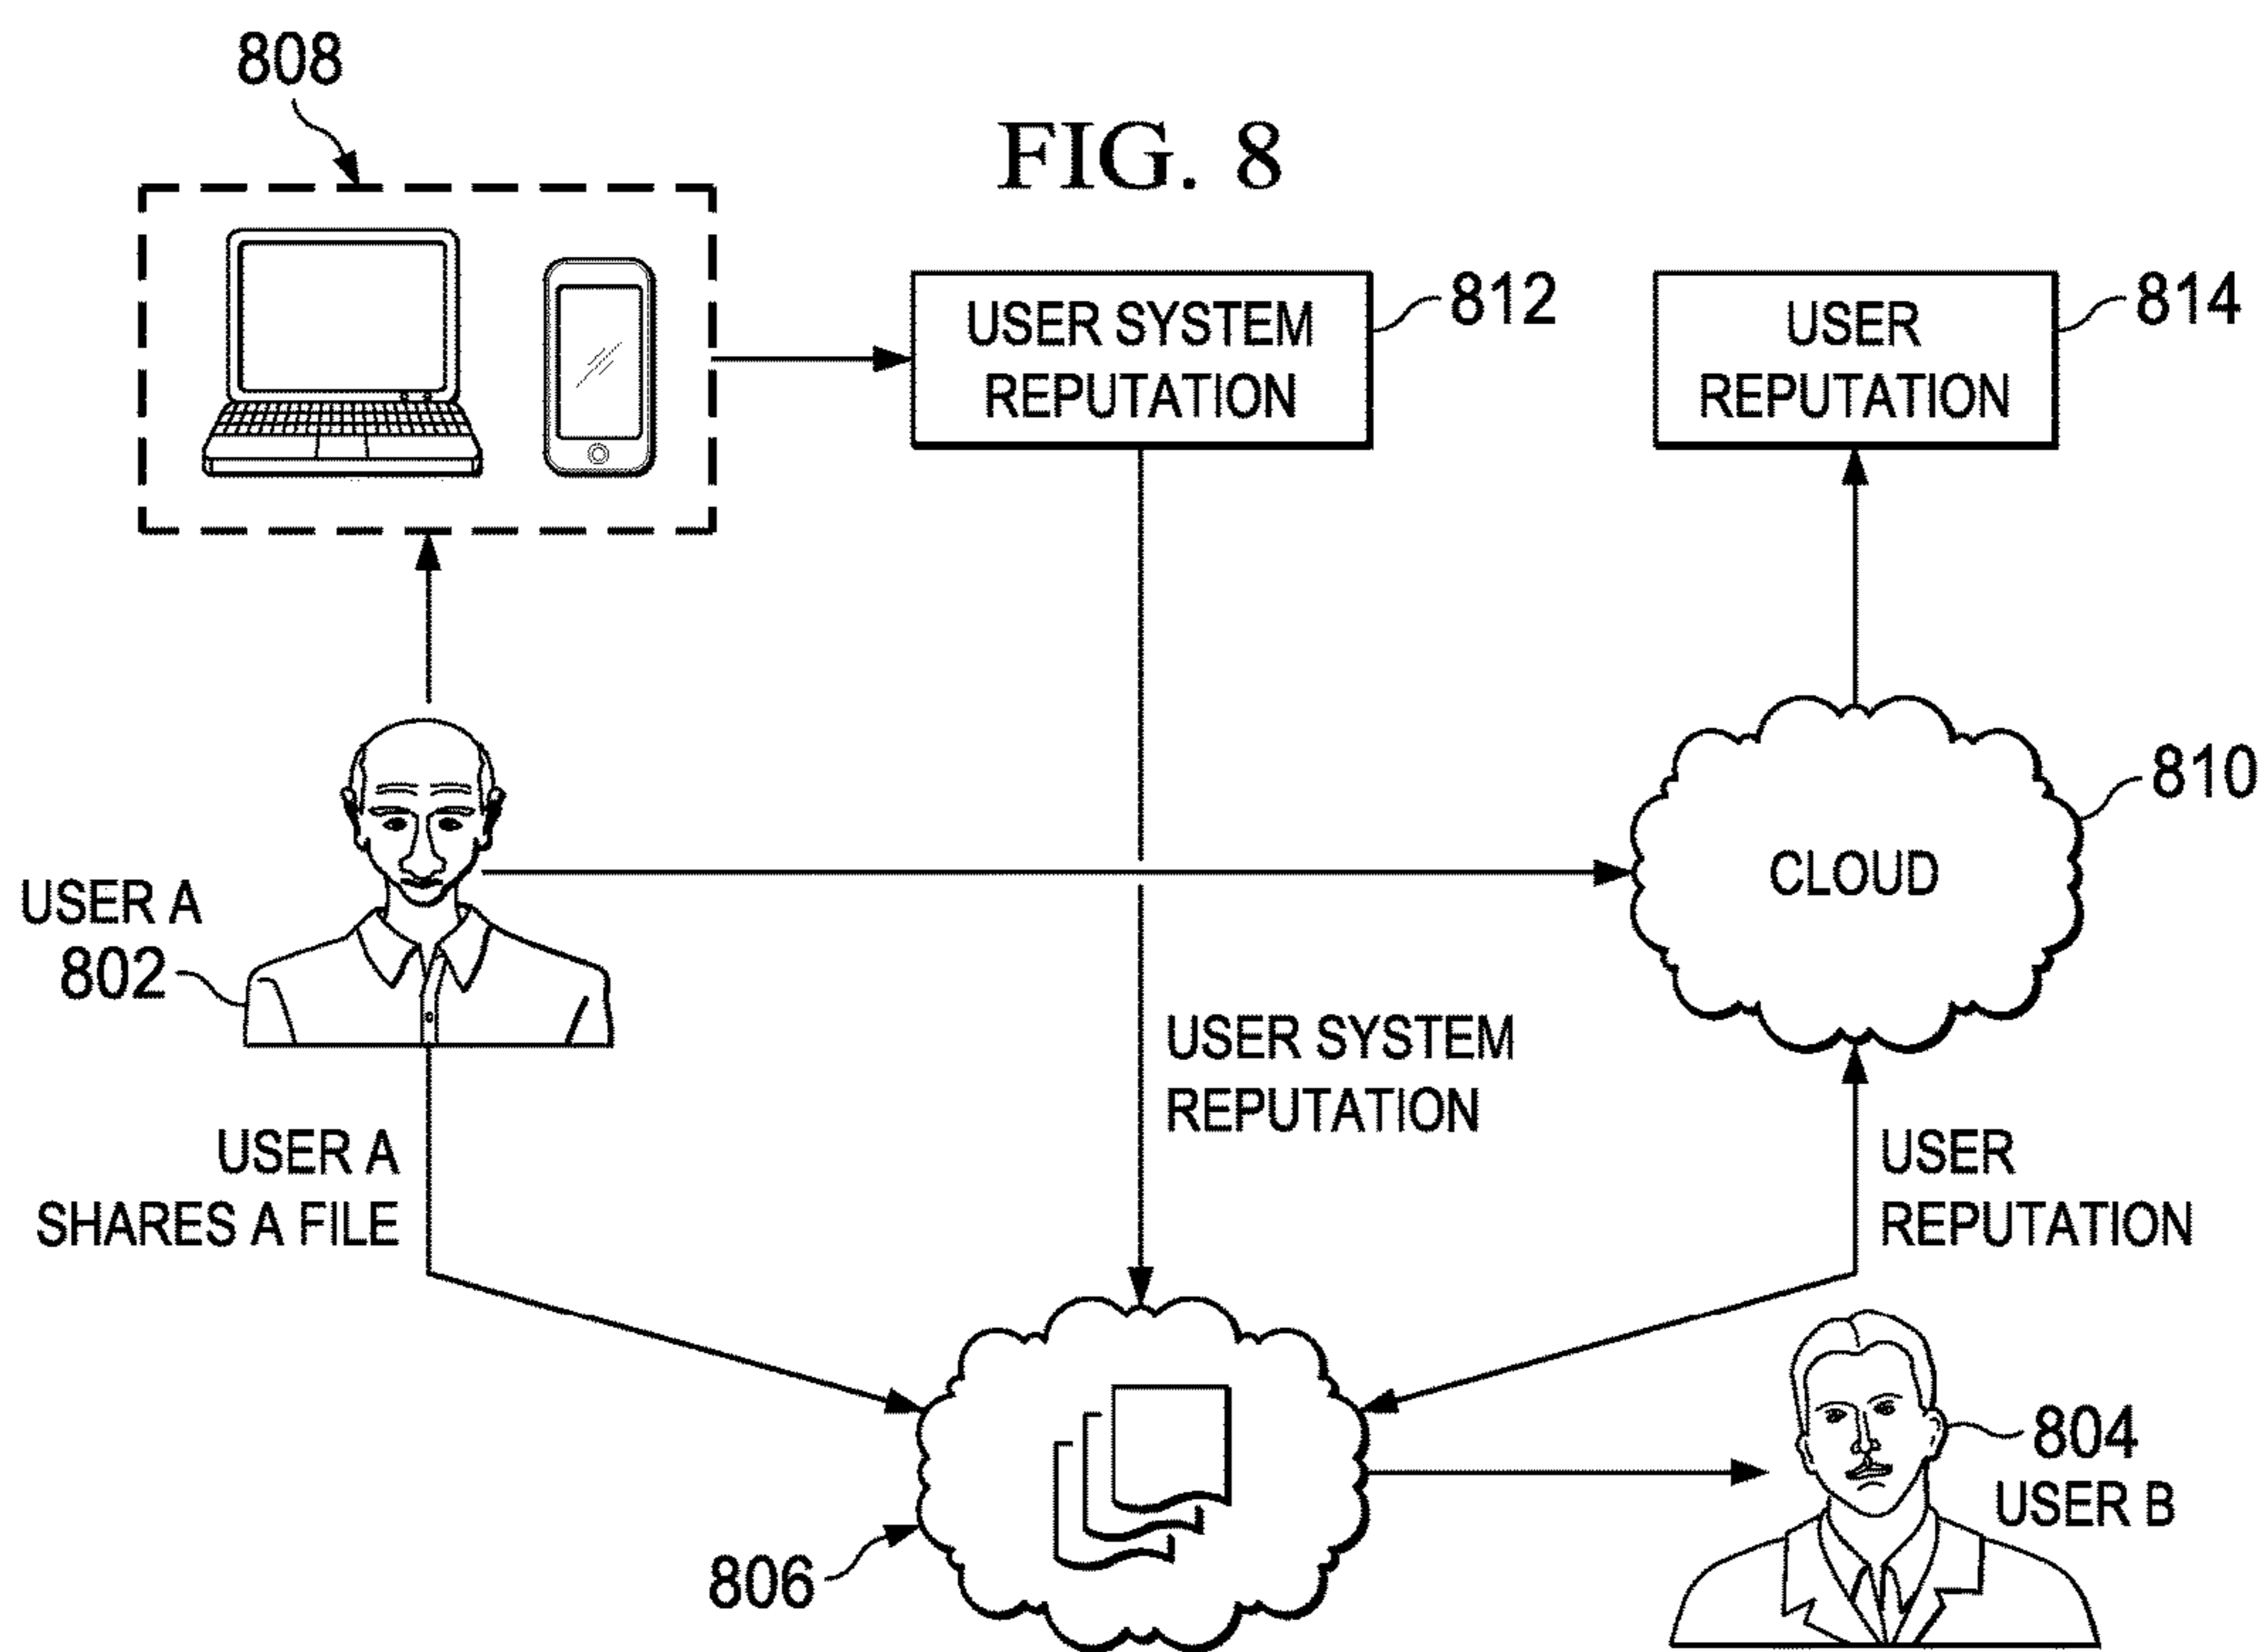 808
FIG. 8
USER SYSTEM
REPUTATION
812
USER
REPUTATION
814
810
CLOUD
USER A
802
USER SYSTEM
REPUTATION
USER A
SHARES A FILE
USER
REPUTATION
804
USER B
806